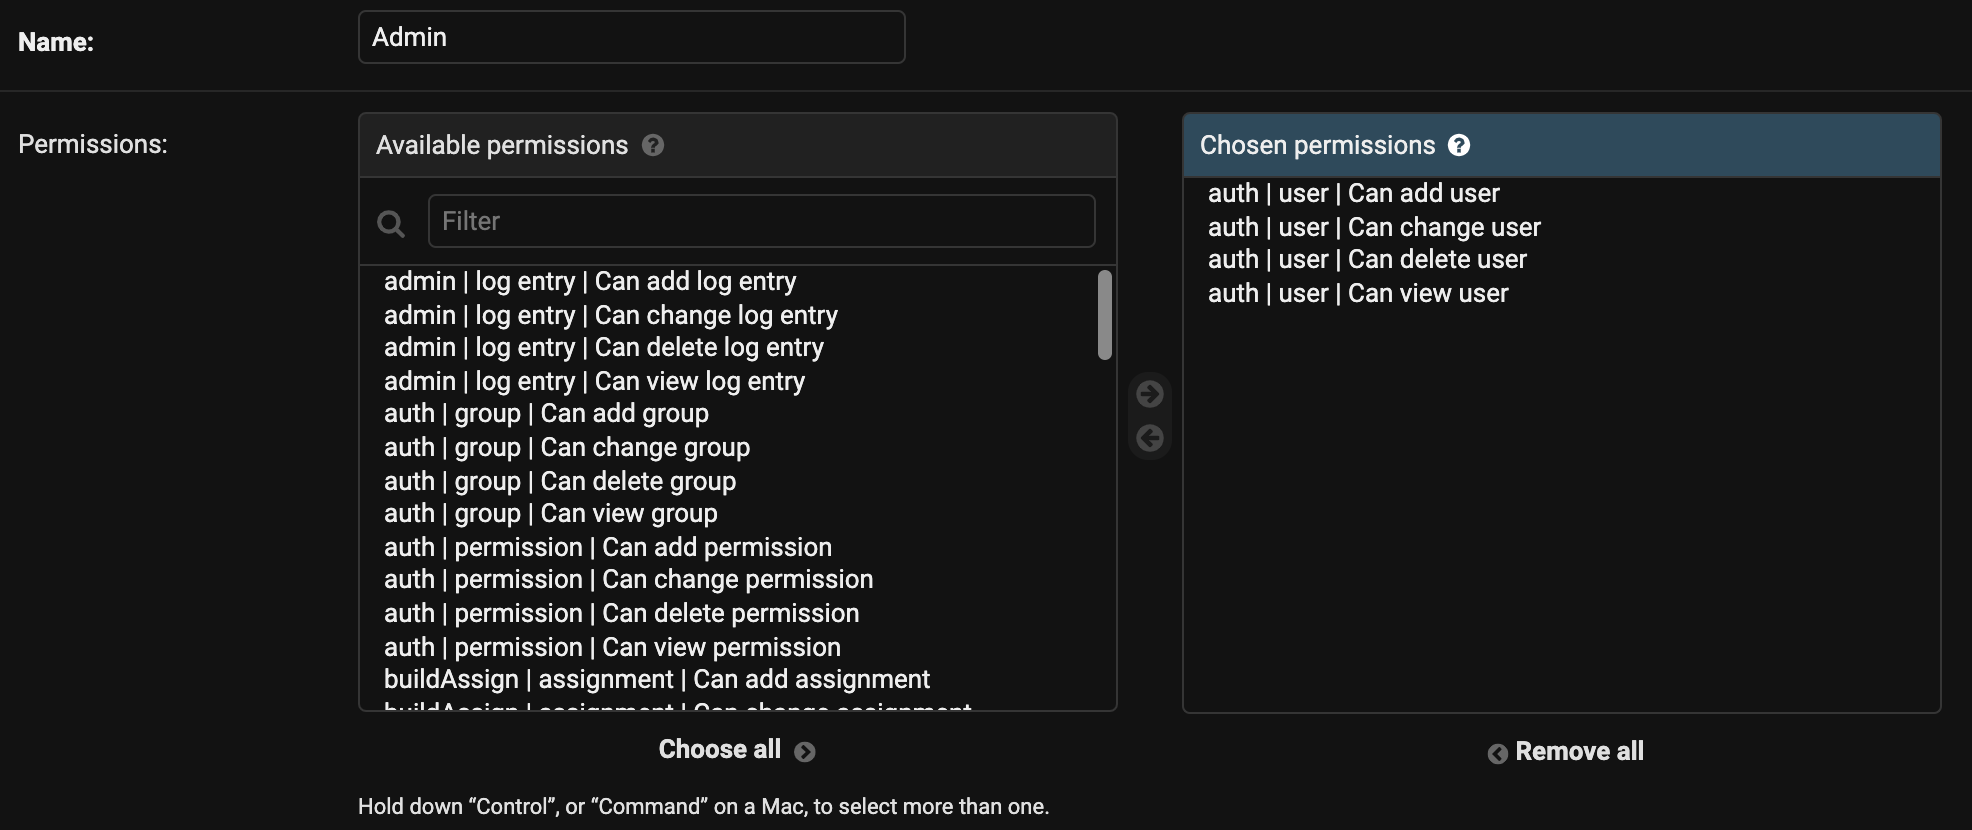 Name:
Admin
Permissions:
Available permissions ?
Filter
admin | log entry | Can add log entry
admin | log entry | Can change log entry
admin | log entry | Can delete log entry
admin | log entry | Can view log entry
auth | group | Can add group
auth | group | Can change group
auth | group | Can delete group
auth | group | Can view group
auth | permission | Can add permission
auth | permission | Can change permission
auth | permission | Can delete permission
auth | permission | Can view permission
buildAssign | assignment | Can add assignment
buildAssign | assignment | Can change assignment
Choose all
Hold down “Control”, or “Command” on a Mac, to select more than one.
Chosen permissions ?
auth | user | Can add user
auth | user | Can change user
auth | user | Can delete user
auth | user | Can view user
Remove all